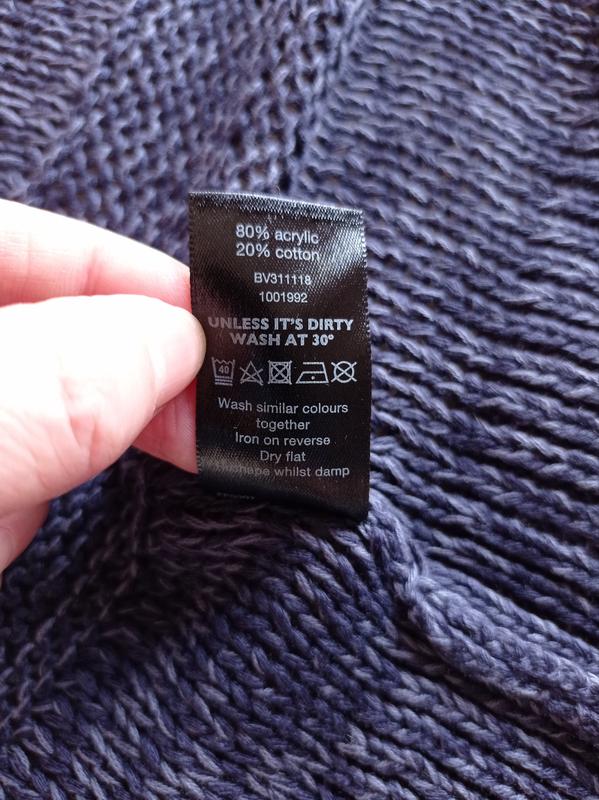 80% acrylic
20% cotton
BV311118
1001992
UNLESS IT'S DIRTY
WASH AT 30°
40
Wash similar colours
together
Iron on reverse
Dry flat
whilst damp